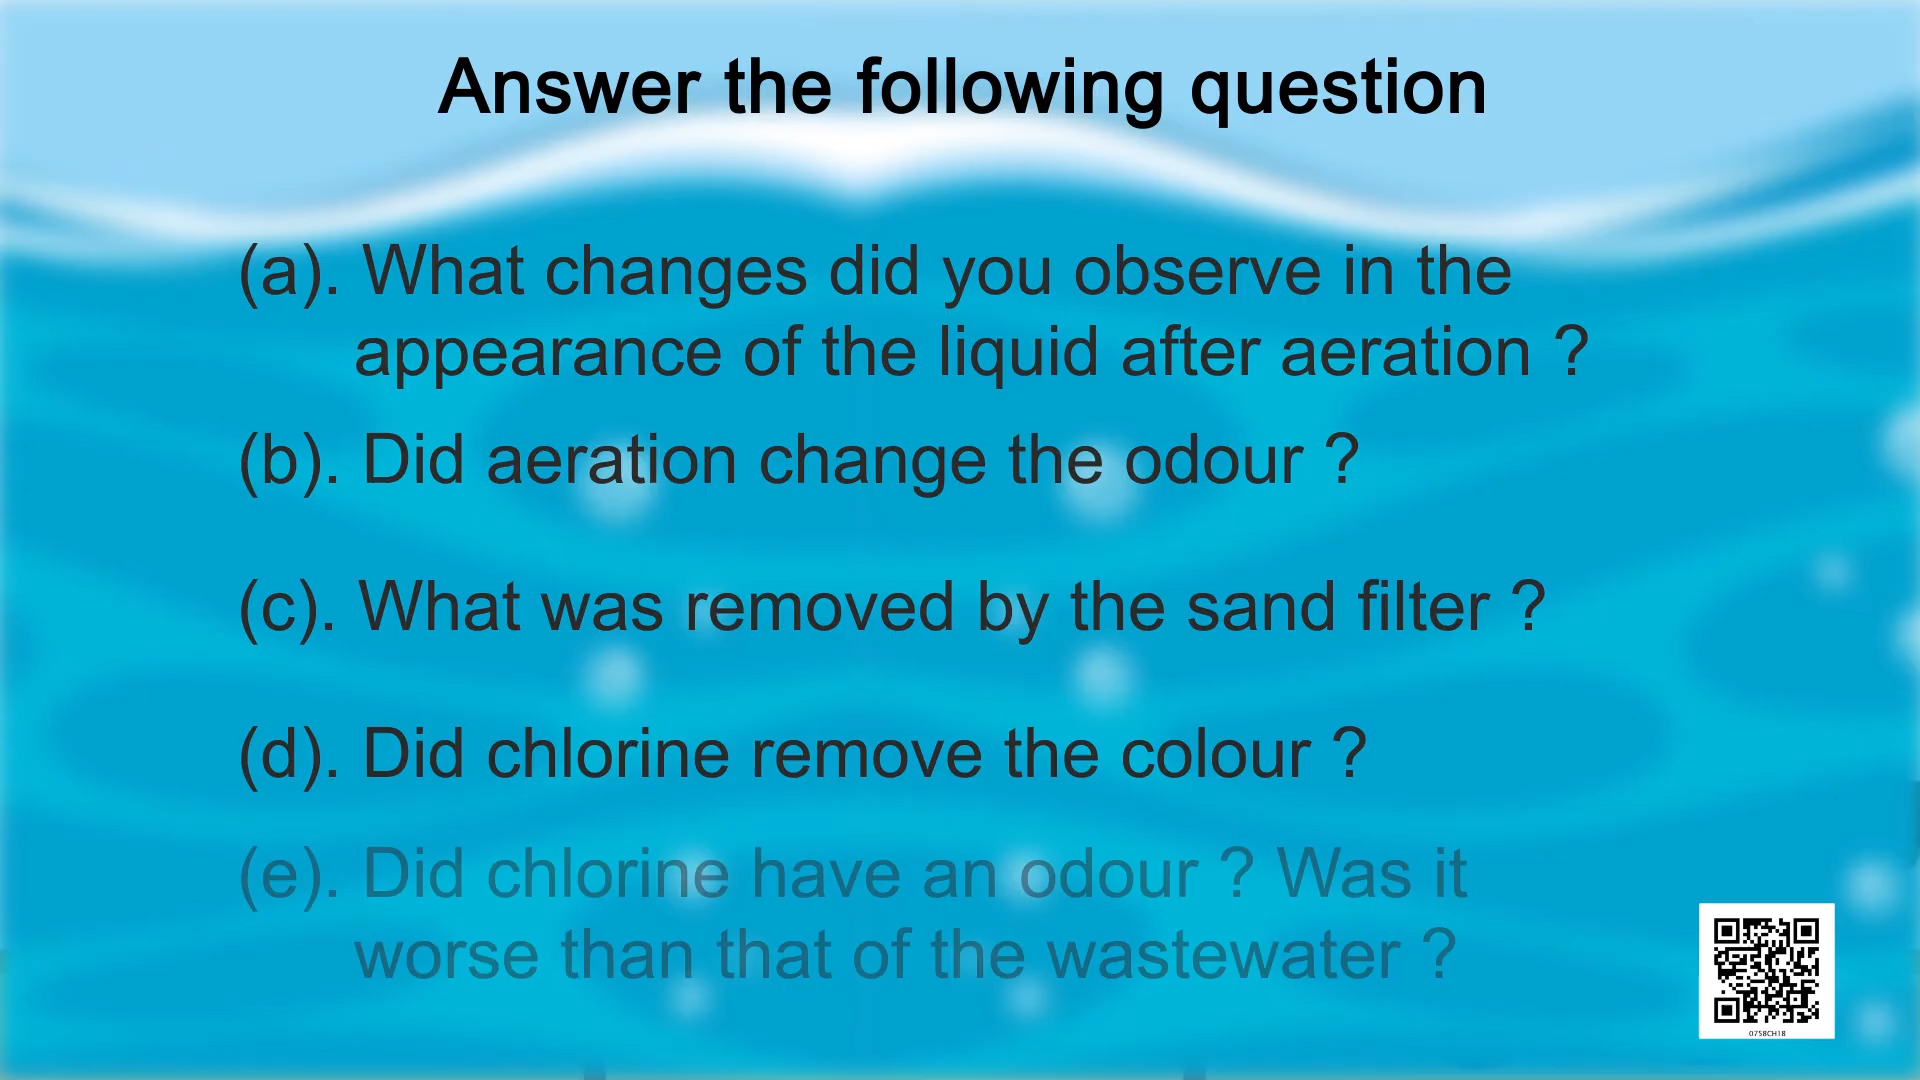 Answer the following question
(a). What changes did you observe in the
appearance of the liquid after aeration ?
(b). Did aeration change the odour ?
(c). What was removed by the sand filter ?
(d). Did chlorine remove the colour ?
(e). Did chlorine have an odour ? Was it
worse than that of the wastewater ?
0758CH18